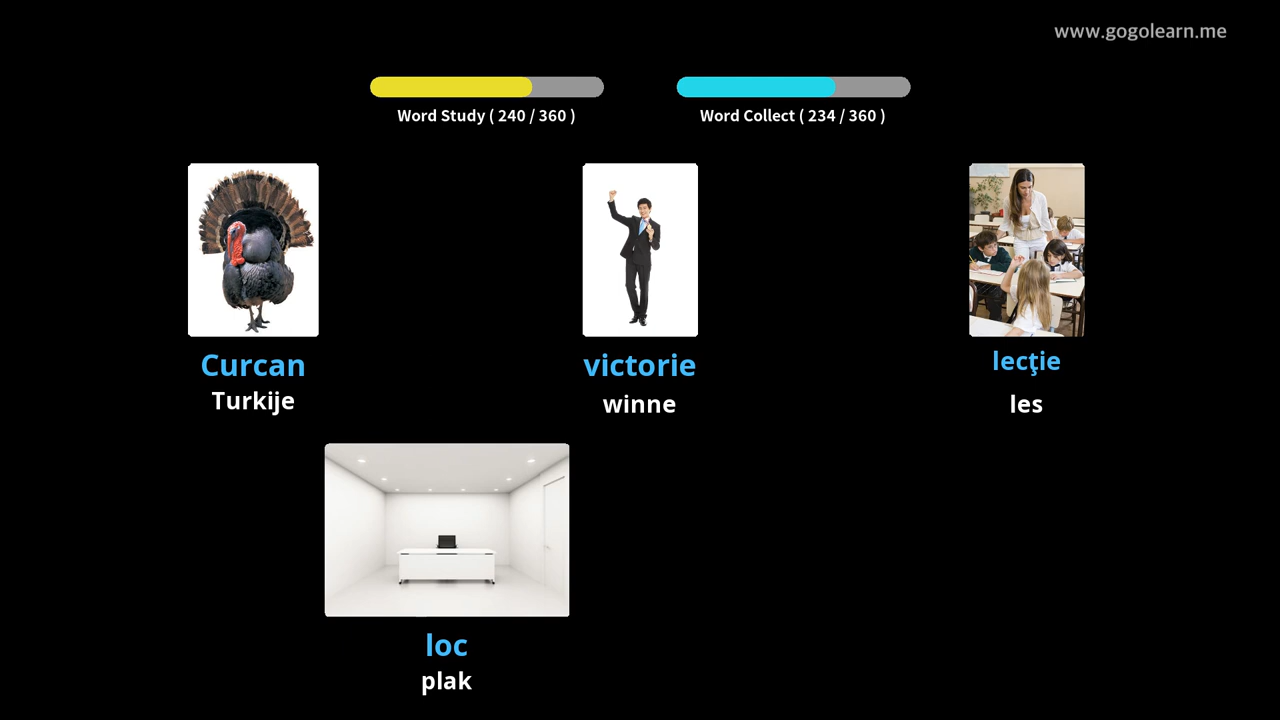 www.gogolearn.me
Word Study ( 240 / 360 )
Word Collect ( 234 / 360 )
Curcan
Turkije
victorie
winne
lecţie
les
loc
plak